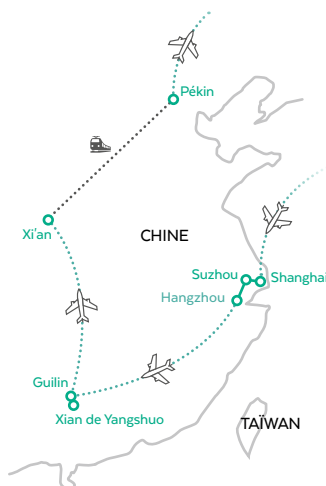 Pékin
Xi'an
CHINE
Suzhou
Shanghai
Hangzhou
Guilin
Xian de Yangshuo
TAÏWAN